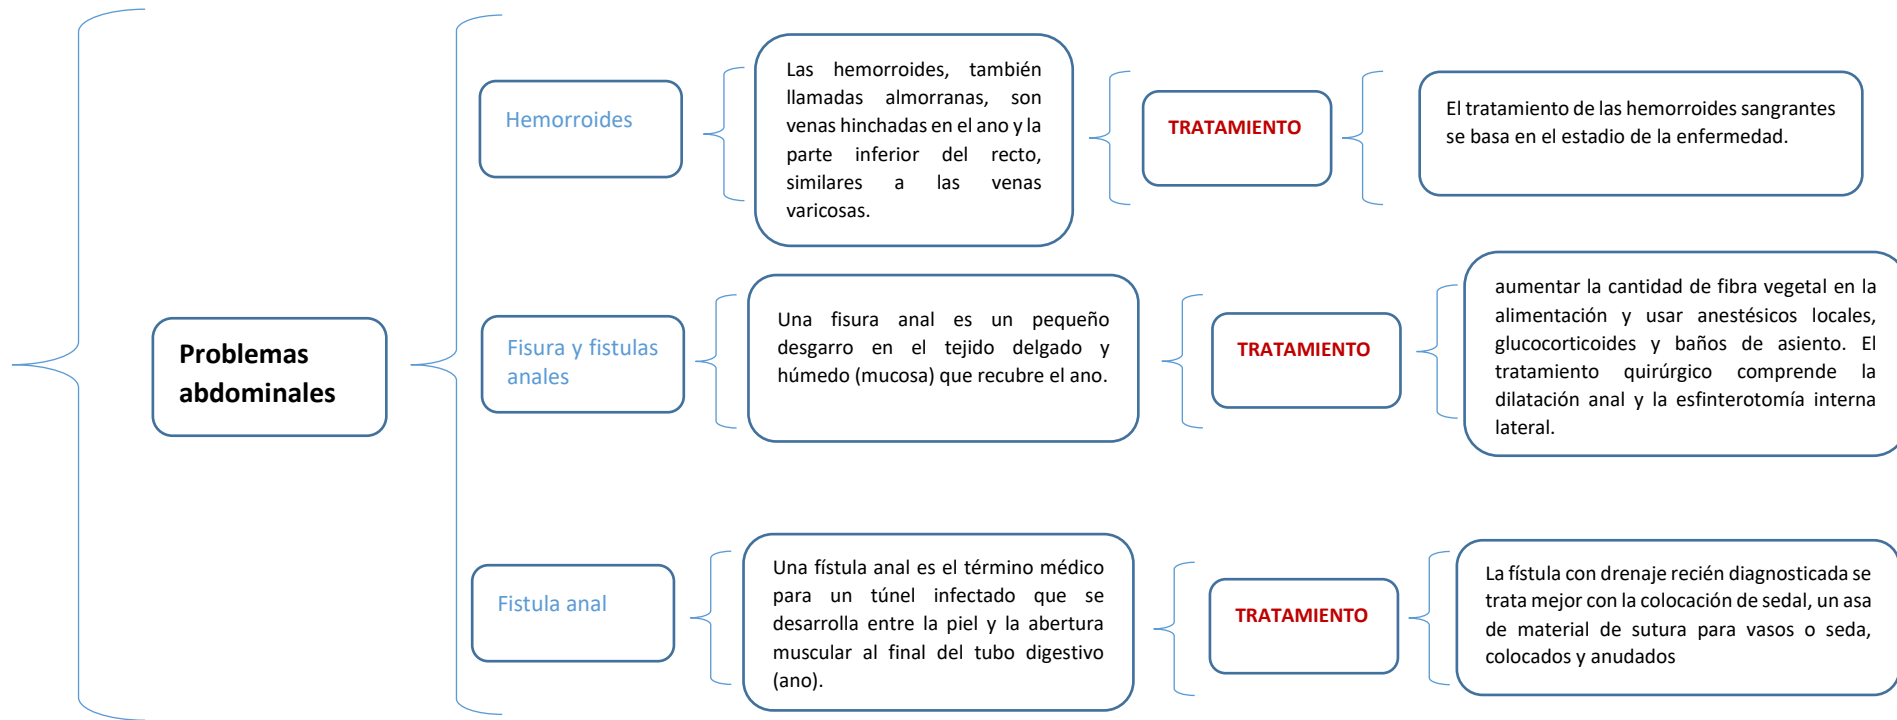 Problemas
abdominales
Hemorroides
Las hemorroides, también
llamadas almorranas, son
venas hinchadas en el ano y la
parte inferior del recto,
similares a las venas
varicosas.
TRATAMIENTO
El tratamiento de las hemorroides sangrantes
se basa en el estadio de la enfermedad.
Fisura y fistulas
anales
Una fisura anal es un pequeño
desgarro en el tejido delgado y
húmedo (mucosa) que recubre el ano.
TRATAMIENTO
aumentar la cantidad de fibra vegetal en la
alimentación y usar anestésicos locales,
glucocorticoides y baños de asiento. El
tratamiento quirúrgico comprende la
dilatación anal y la esfinterotomía interna
lateral.
Fistula anal
Una fístula anal es el término médico
para un túnel infectado que se
desarrolla entre la piel y la abertura
muscular al final del tubo digestivo
(ano).
TRATAMIENTO
La fístula con drenaje recién diagnosticada se
trata mejor con la colocación de sedal, un asa
de material de sutura para vasos o seda,
colocados y anudados